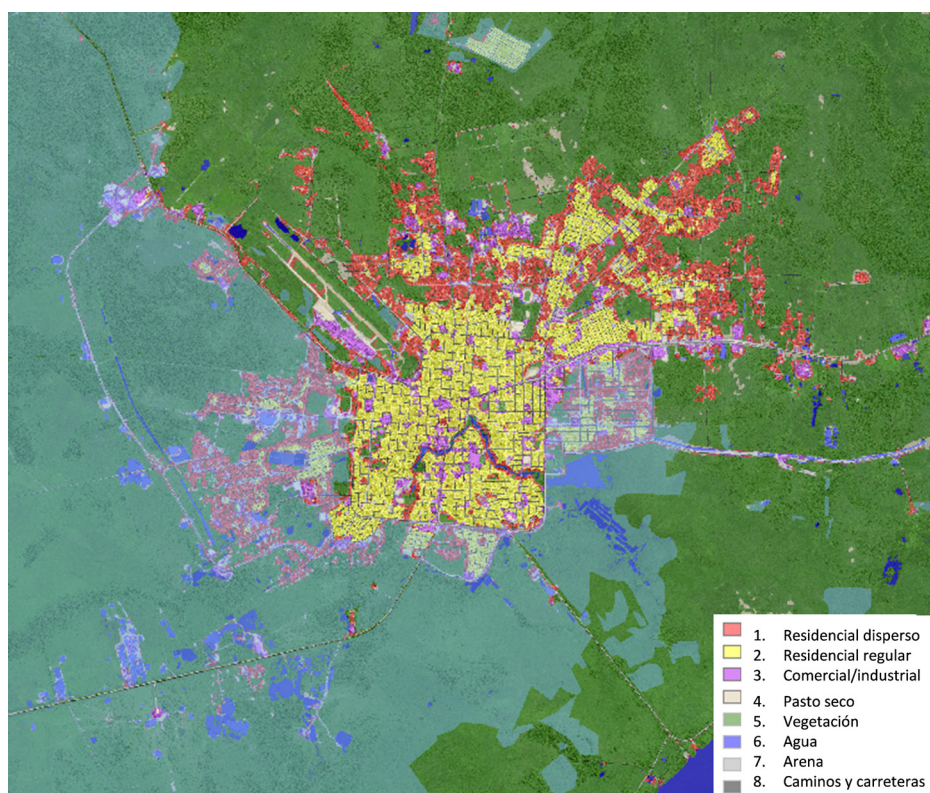 1. Residencial disperso
2. Residencial regular
3. Comercial/industrial
4. Pasto seco
5. Vegetación
6. Agua
7. Arena
8. Caminos y carreteras